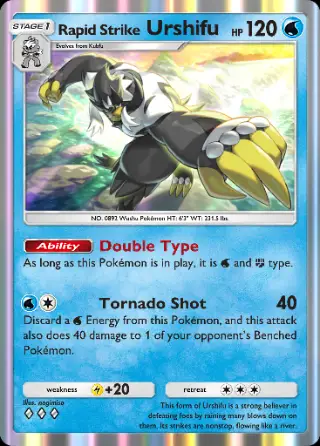 STAGE 1 Rapid Strike Urshifu HP 120
Evolves from Kubfu
NO. 0892 Wushu Pokémon HT: 6'3" WT: 231.5 lbs.
Ability Double Type
As long as this Pokémon is in play, it is and type.
Tornado Shot 40
Discard a Energy from this Pokémon, and this attack
also does 40 damage to 1 of your opponent's Benched
Pokémon.
weakness +20 retreat
Illus. nagimiso
This form of Urshifu is a strong believer in
defeating foes by raining many blows down on
them. Its strikes are nonstop, flowing like a river.